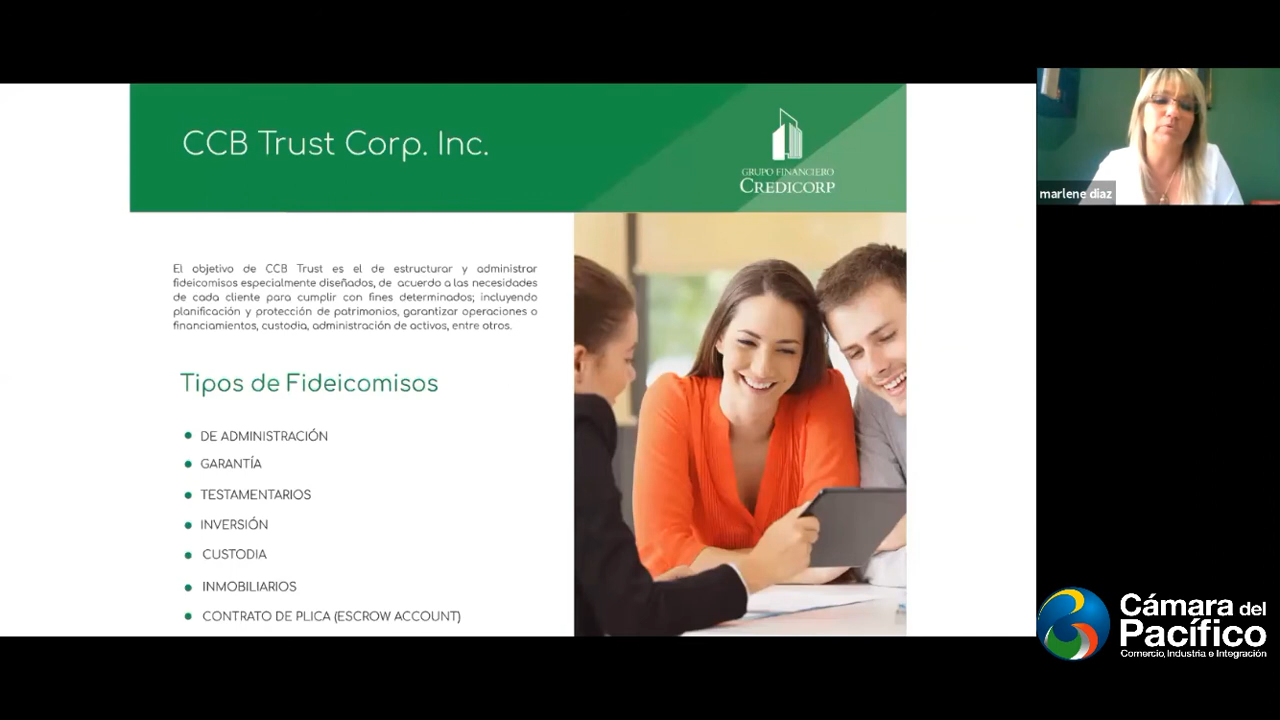 CCB Trust Corp. Inc.
GRUPO FINANCIERO
CREDICORP
marlene diaz
El objetivo de CCB Trust es el de estructurar y administrar
fideicomisos especialmente diseñados, de acuerdo a las necesidades
de cada cliente para cumplir con fines determinados; incluyendo
planificación y protección de patrimonios, garantizar operaciones o
financiamientos, custodia, administración de activos, entre otros.
Tipos de Fideicomisos
DE ADMINISTRACIÓN
GARANTÍA
TESTAMENTARIOS
INVERSIÓN
CUSTODIA
INMOBILIARIOS
CONTRATO DE PLICA (ESCROW ACCOUNT)
Cámara del
Pacífico
Comercio, Industria e Integración